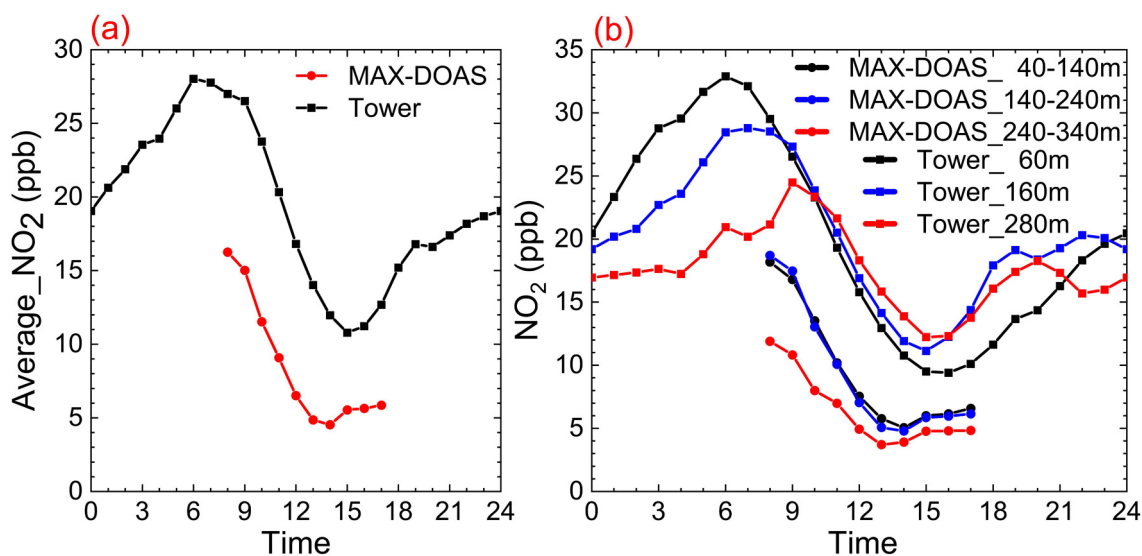 (a)
30
25
20
15
10
5
0
Average_NO2 (ppb)
MAX-DOAS
Tower
0 3 6 9 12 15 18 21 24
Time
(b)
35
30
25
20
15
10
5
0
NO2 (ppb)
MAX-DOAS_ 40-140m
MAX-DOAS_140-240m
MAX-DOAS_240-340m
Tower_ 60m
Tower_160m
Tower_280m
0 3 6 9 12 15 18 21 24
Time